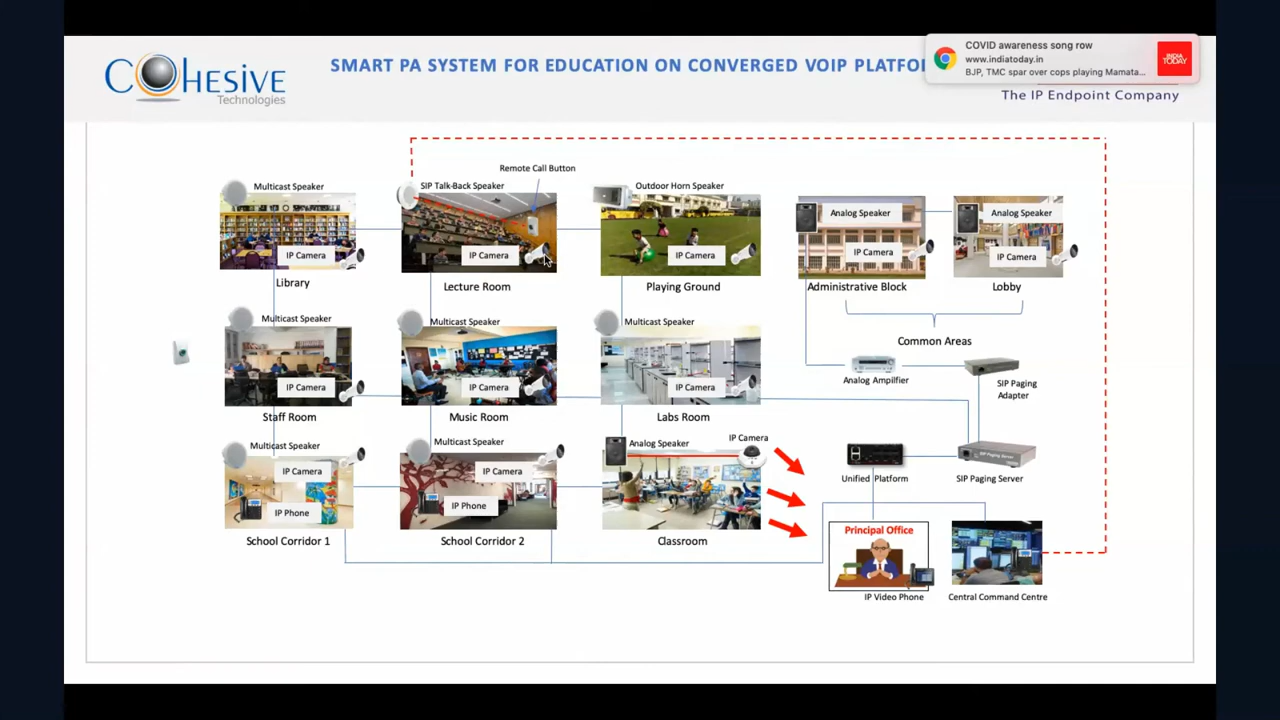 COHESIVE
Technologies
SMART PA SYSTEM FOR EDUCATION ON CONVERGED VOIP
COVID awareness song row
www.indiatoday.in
BJP, TMC spar over cops playing Mamata...
INDIA
TODAY
The IP Endpoint Company
Remote Call Button
Multicast Speaker
SIP Talk-Back Speaker
Outdoor Horn Speaker
Analog Speaker
Analog Speaker
IP Camera
IP Camera
IP Camera
IP Camera
IP Camera
Library
Lecture Room
Playing Ground
Administrative Block
Lobby
Multicast Speaker
Multicast Speaker
Multicast Speaker
Common Areas
IP Camera
IP Camera
IP Camera
Analog Ampilfier
SIP Paging
Adapter
Staff Room
Music Room
Labs Room
Multicast Speaker
Multicast Speaker
Analog Speaker
IP Camera
IP Camera
IP Camera
SIP Paging Server
Unified Platform
SIP Paging Server
IP Phone
IP Phone
School Corridor 1
School Corridor 2
Classroom
Principal Office
IP Video Phone
Central Command Centre